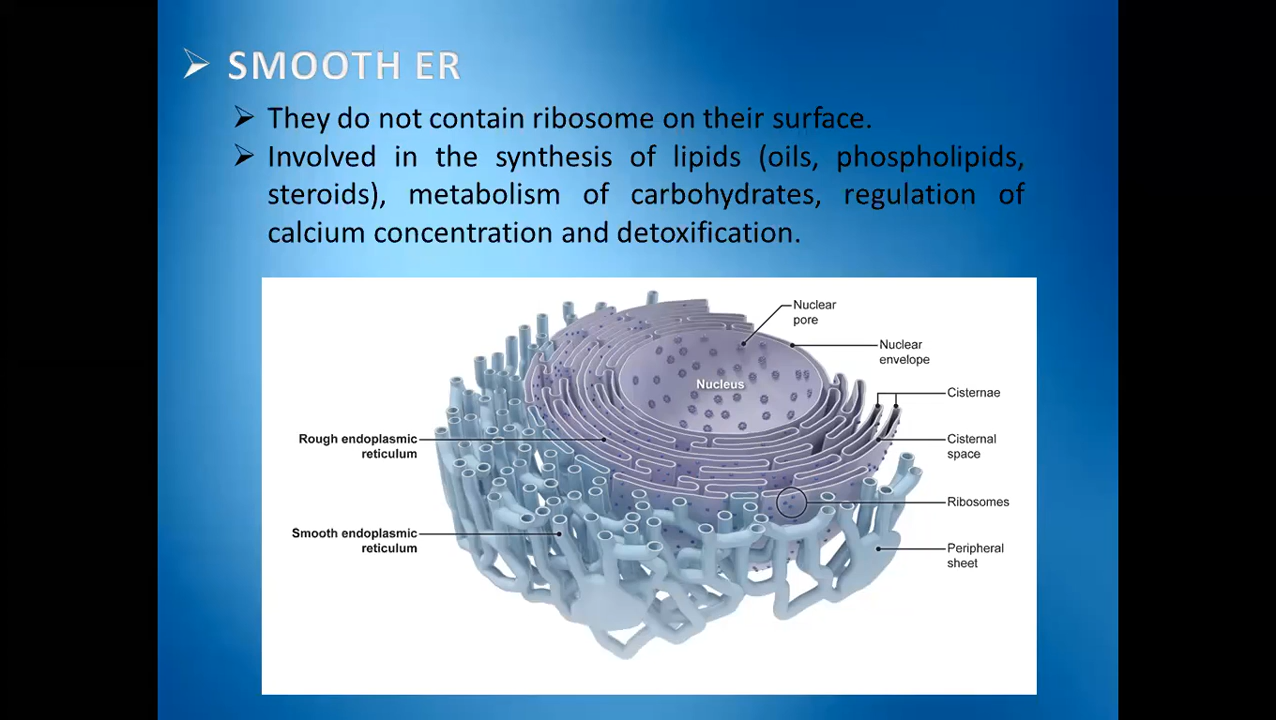 SMOOTH ER
They do not contain ribosome on their surface.
Involved in the synthesis of lipids (oils, phospholipids,
steroids), metabolism of carbohydrates, regulation of
calcium concentration and detoxification.
Nuclear
pore
Nuclear
envelope
Nucleus
Cisternae
Rough endoplasmic
reticulum
Cisternal
space
Ribosomes
Smooth endoplasmic
reticulum
Peripheral
sheet